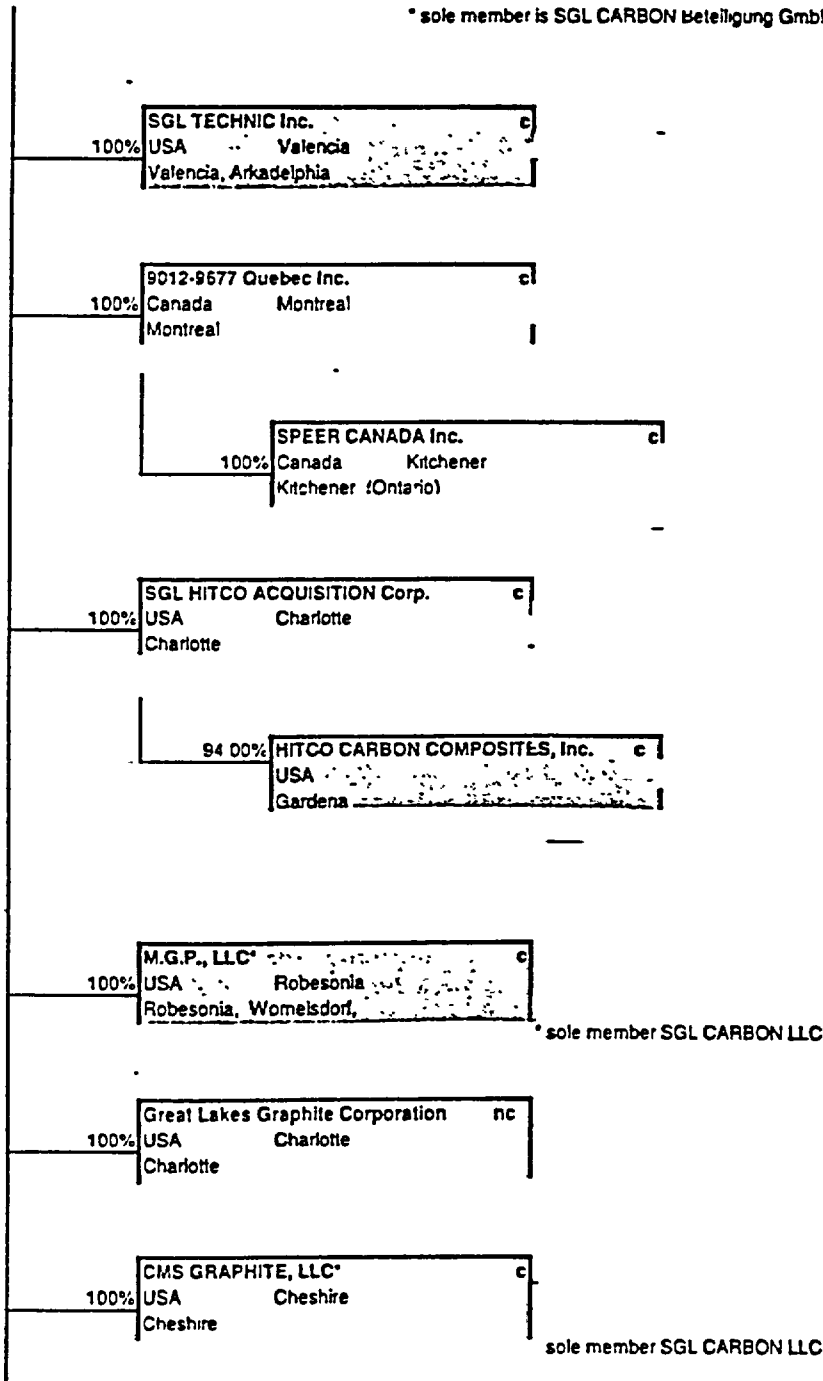 * sole member is SGL CARBON Beteiligung Gmb
SGL TECHNIC Inc. c
100% USA Valencia
Valencia, Arkadelphia
9012-9677 Quebec Inc. c
100% Canada Montreal
Montreal
SPEER CANADA Inc. c
100% Canada Kitchener
Kitchener (Ontario)
SGL HITCO ACQUISITION Corp. c
100% USA Charlotte
Charlotte
94 00% HITCO CARBON COMPOSITES, Inc. c
USA
Gardena
M.G.P., LLC* c
100% USA Robesonia
Robesonia, Womelsdorf,
* sole member SGL CARBON LLC
Great Lakes Graphite Corporation nc
100% USA Charlotte
Charlotte
CMS GRAPHITE, LLC* c
100% USA Cheshire
Cheshire
sole member SGL CARBON LLC